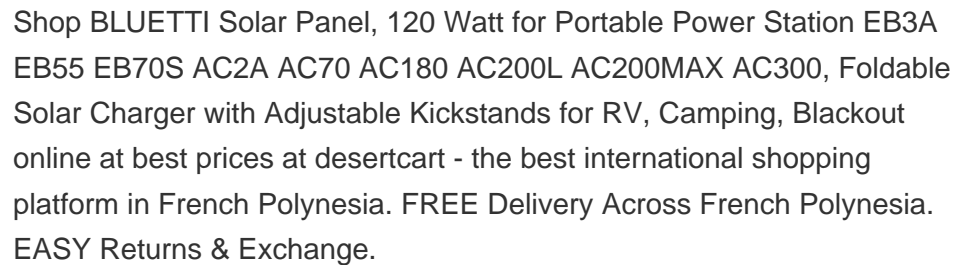 Shop BLUETTI Solar Panel, 120 Watt for Portable Power Station EB3A
EB55 EB70S AC2A AC70 AC180 AC200L AC200MAX AC300, Foldable
Solar Charger with Adjustable Kickstands for RV, Camping, Blackout
online at best prices at desertcart - the best international shopping
platform in French Polynesia. FREE Delivery Across French Polynesia.
EASY Returns & Exchange.